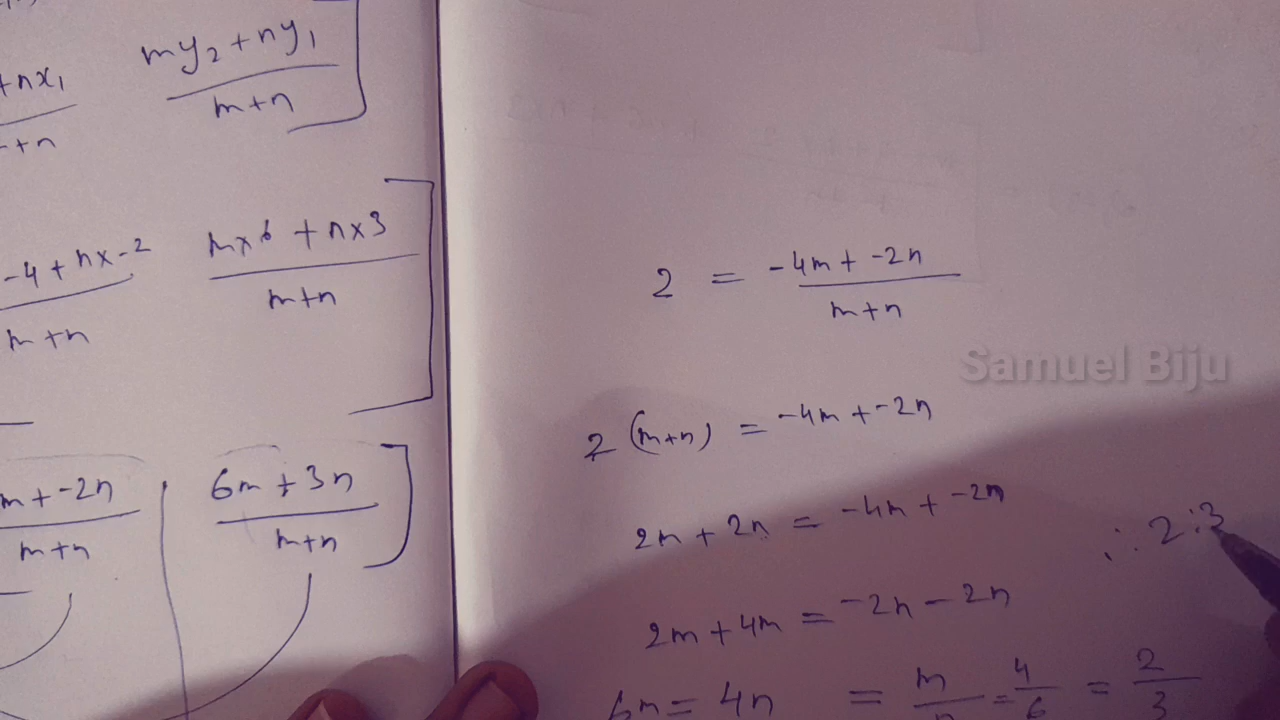 +nx₁/+n my₂+ny₁/m+n ]
-4+nx-2/m+n mx6+nx3/m+n ]
m+-2n/m+n 6m+3n/m+n ]
2 = -4m+-2n/m+n
Samuel Biju
2 (m+n) = -4m+-2n
2m+2n = -4m+-2n
∴ 2:3
2m+4m = -2n-2n
6m = 4n = m/n = 4/6 = 2/3